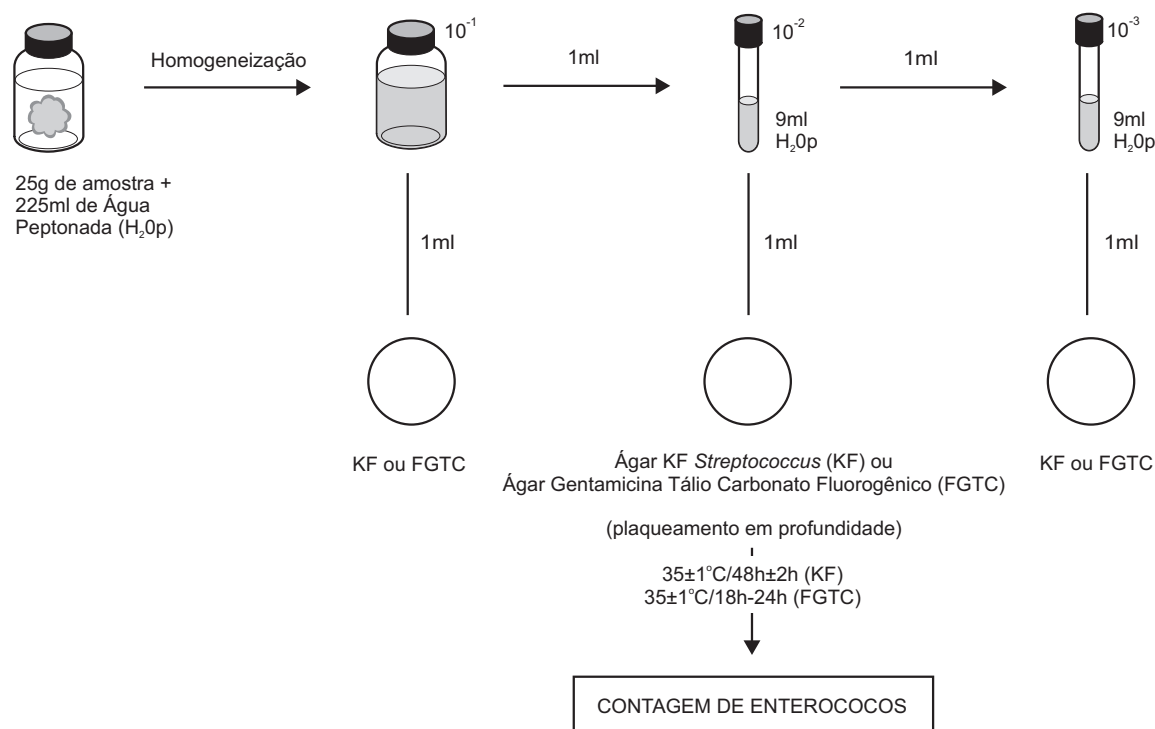 10⁻¹
10⁻²
10⁻³
Homogeneização
1ml
1ml
9ml
H₂0p
9ml
H₂0p
25g de amostra +
225ml de Água
Peptonada (H₂0p)
1ml
1ml
1ml
KF ou FGTC
Ágar KF Streptococcus (KF) ou
Ágar Gentamicina Tálio Carbonato Fluorogênico (FGTC)
KF ou FGTC
(plaqueamento em profundidade)
35±1°C/48h±2h (KF)
35±1°C/18h-24h (FGTC)
CONTAGEM DE ENTEROCOCOS